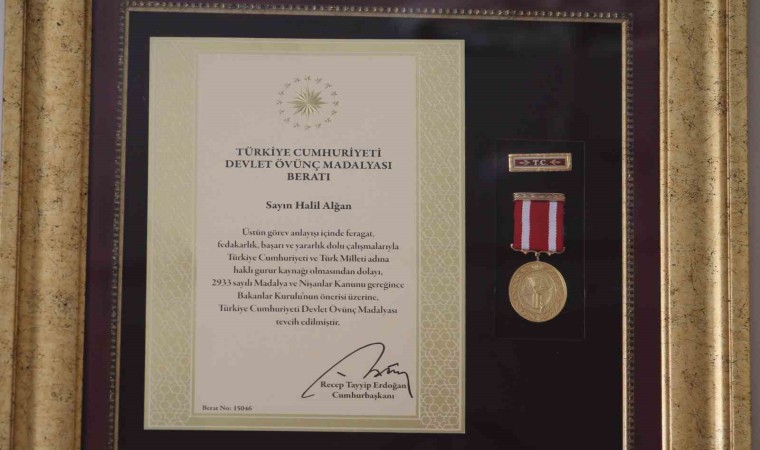 TÜRKİYE CUMHURİYETİ
DEVLET ÖVÜNÇ MADALYASI
BERATI
Sayın Halil Alğan
Üstün görev anlayışı içinde feragat,
fedakarlık, başarı ve yararlık dolu çalışmalarıyla
Türkiye Cumhuriyeti ve Türk Milleti adına
haklı gurur kaynağı olmasından dolayı,
2933 sayılı Madalya ve Nişanlar Kanunu gereğince
Bakanlar Kurulu'nun önerisi üzerine,
Türkiye Cumhuriyeti Devlet Övünç Madalyası
tevcih edilmiştir.
Recep Tayyip Erdoğan
Cumhurbaşkanı
Berat No. 15046
TC